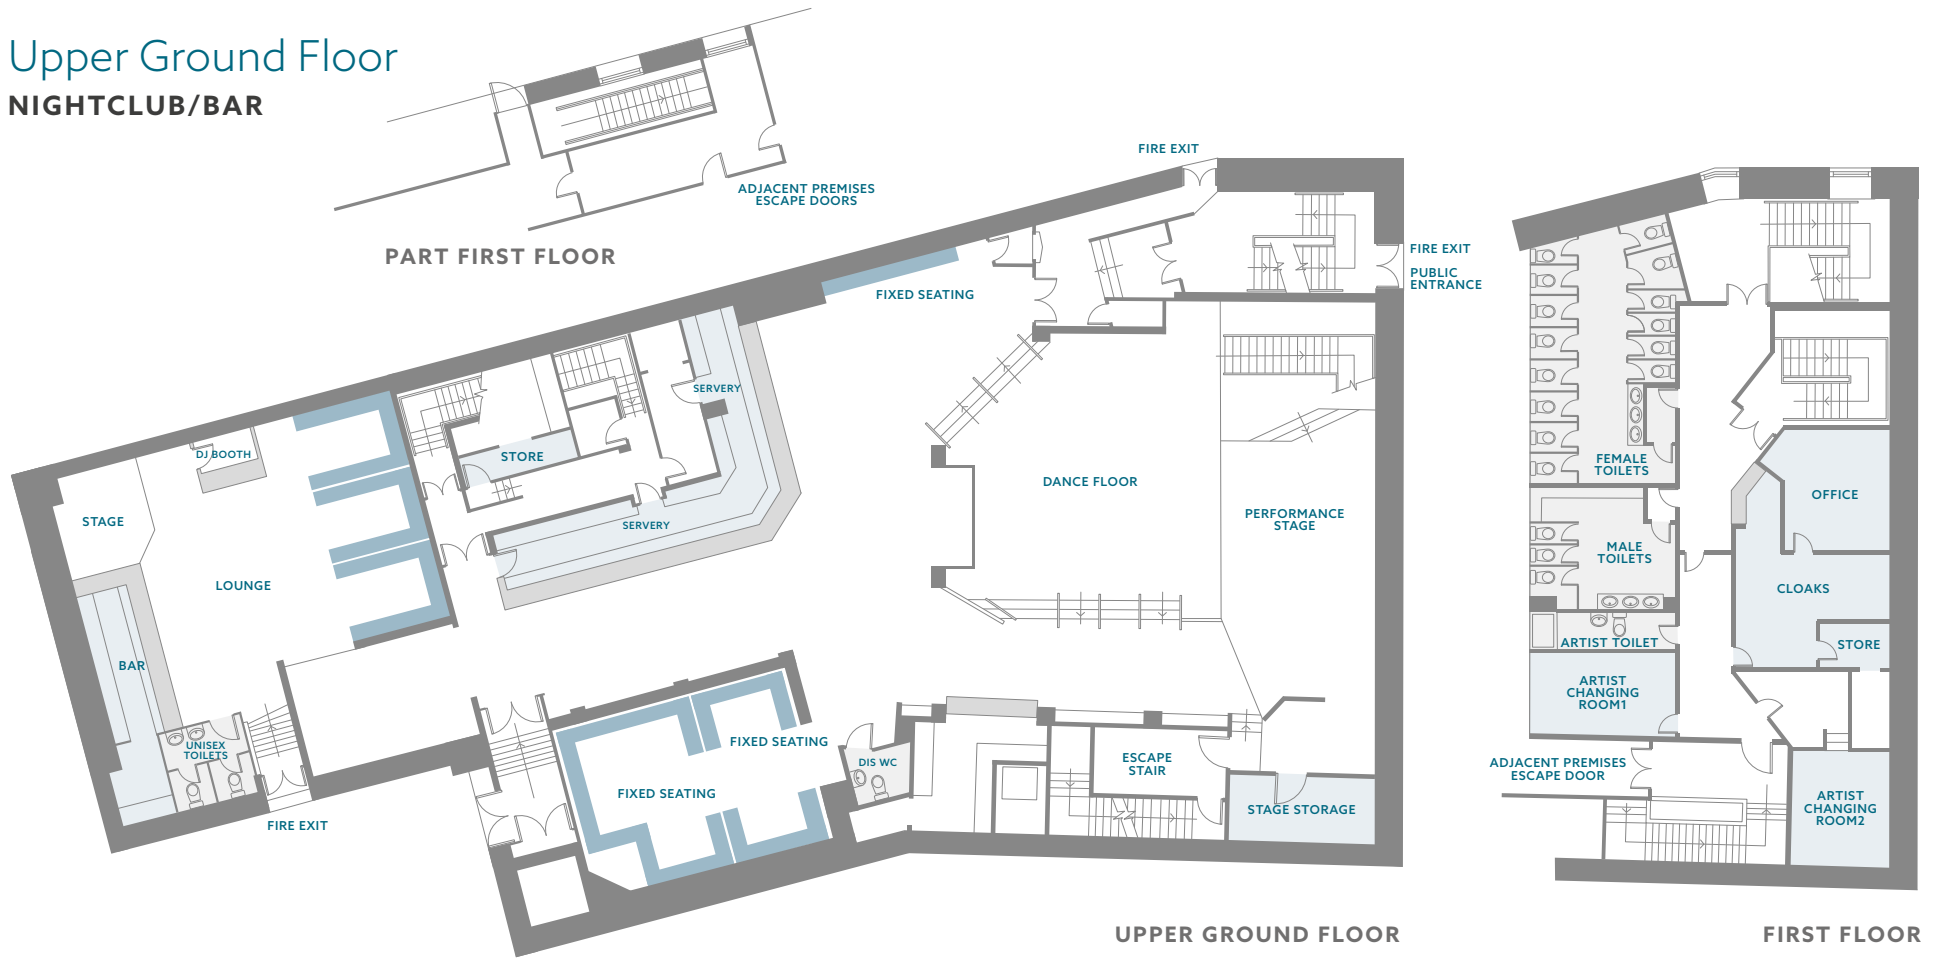 Upper Ground Floor
NIGHTCLUB/BAR
ADJACENT PREMISES
ESCAPE DOORS
PART FIRST FLOOR
FIRE EXIT
FIRE EXIT
PUBLIC
ENTRANCE
FIXED SEATING
SERVERY
DJ BOOTH
STORE
STAGE
SERVERY
DANCE FLOOR
PERFORMANCE
STAGE
LOUNGE
BAR
UNISEX
TOILETS
FIRE EXIT
FIXED SEATING
FIXED SEATING
DIS WC
ESCAPE
STAIR
STAGE STORAGE
UPPER GROUND FLOOR
FEMALE
TOILETS
OFFICE
MALE
TOILETS
CLOAKS
ARTIST TOILET
STORE
ARTIST
CHANGING
ROOM1
ADJACENT PREMISES
ESCAPE DOOR
ARTIST
CHANGING
ROOM2
FIRST FLOOR